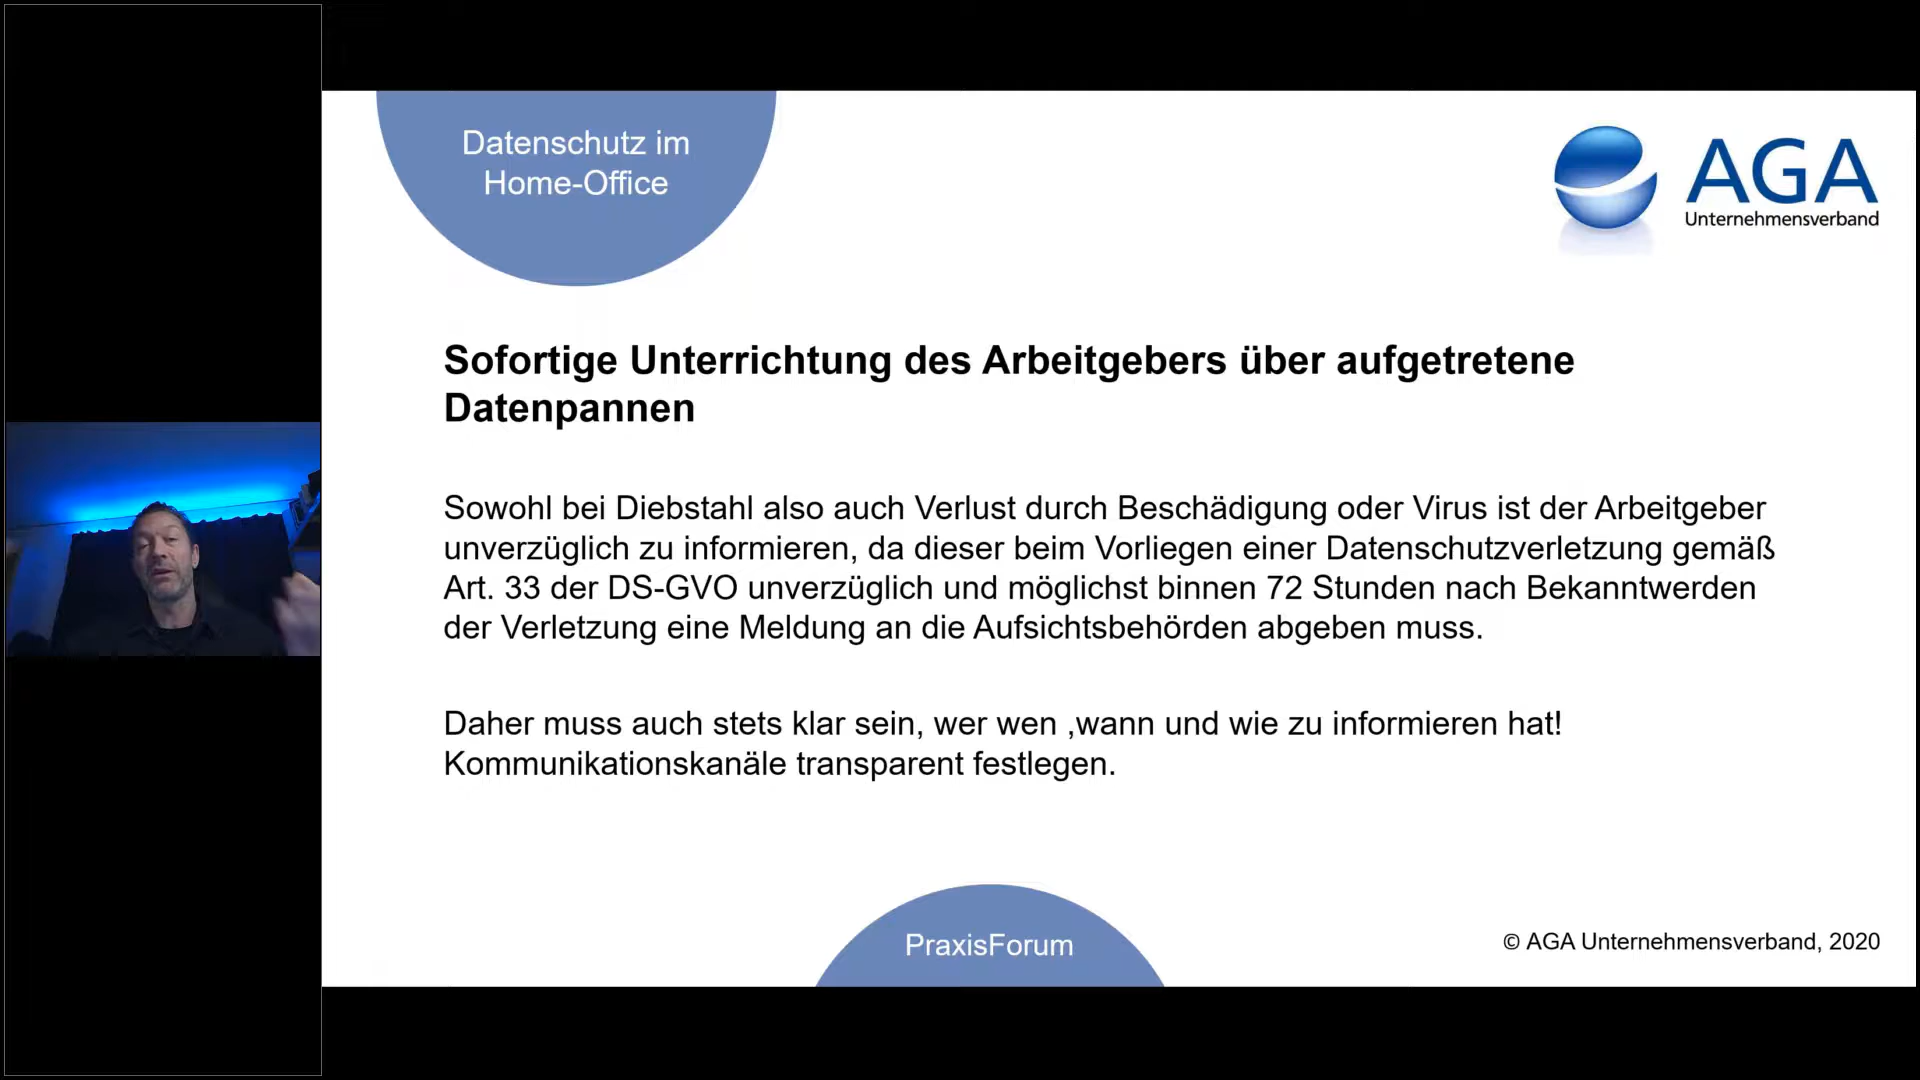 Datenschutz im
Home-Office
AGA
Unternehmensverband
Sofortige Unterrichtung des Arbeitgebers über aufgetretene
Datenpannen
Sowohl bei Diebstahl also auch Verlust durch Beschädigung oder Virus ist der Arbeitgeber
unverzüglich zu informieren, da dieser beim Vorliegen einer Datenschutzverletzung gemäß
Art. 33 der DS-GVO unverzüglich und möglichst binnen 72 Stunden nach Bekanntwerden
der Verletzung eine Meldung an die Aufsichtsbehörden abgeben muss.
Daher muss auch stets klar sein, wer wen ,wann und wie zu informieren hat!
Kommunikationskanäle transparent festlegen.
PraxisForum
© AGA Unternehmensverband, 2020